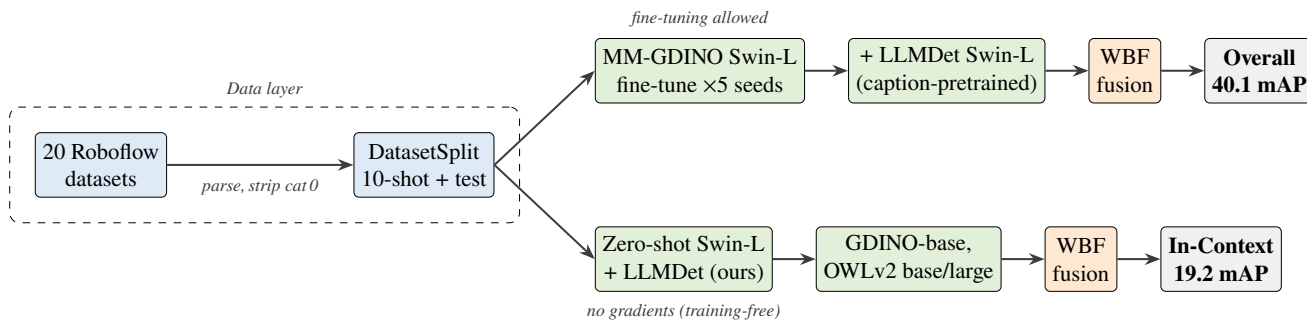 Data layer
20 Roboflow
datasets
parse, strip cat 0
DatasetSplit
10-shot + test
fine-tuning allowed
MM-GDINO Swin-L
fine-tune ×5 seeds
+ LLMDet Swin-L
(caption-pretrained)
WBF
fusion
Overall
40.1 mAP
Zero-shot Swin-L
+ LLMDet (ours)
GDINO-base,
OWLv2 base/large
WBF
fusion
In-Context
19.2 mAP
no gradients (training-free)